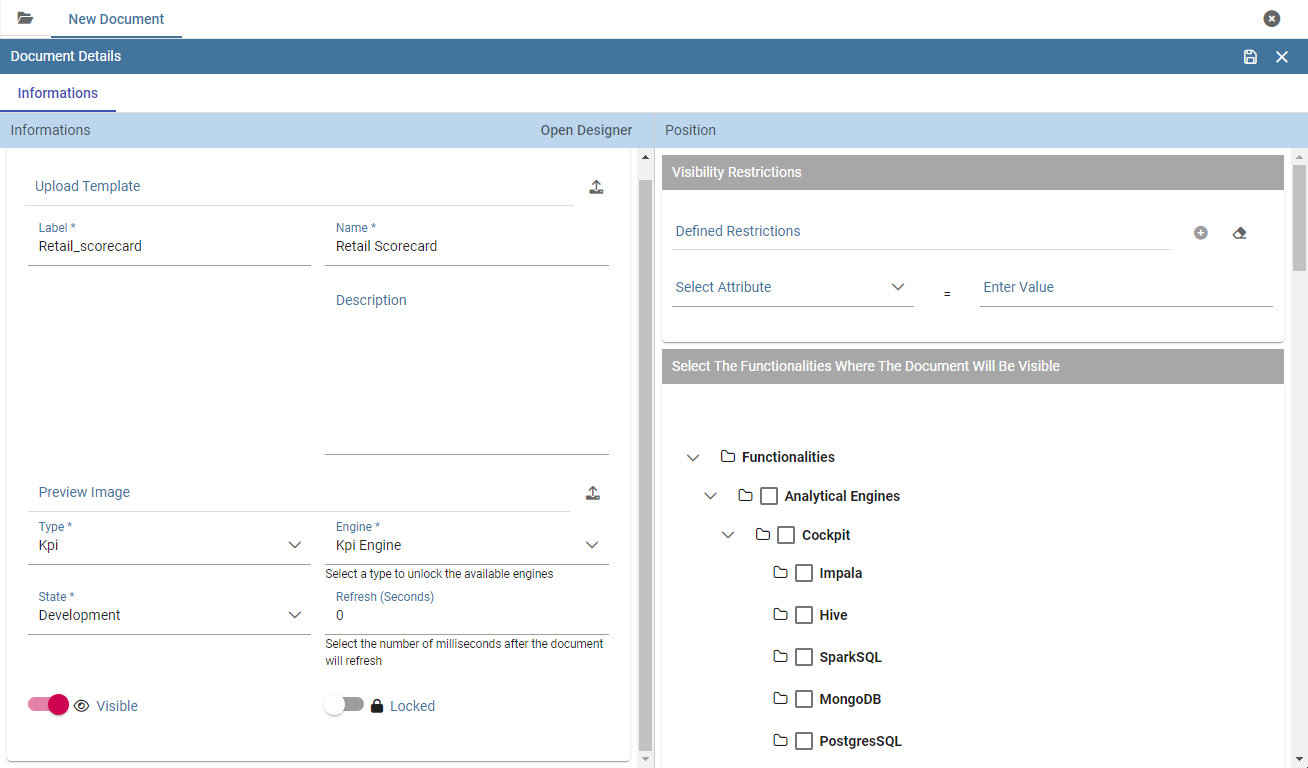 New Document
Document Details
Informations
Informations
Open Designer
Upload Template
Label *
Retail_scorecard
Name *
Retail Scorecard
Description
Preview Image
Type *
Kpi
Engine *
Kpi Engine
Select a type to unlock the available engines
State *
Development
Refresh (Seconds)
0
Select the number of milliseconds after the document
will refresh
Visible
Locked
Position
Visibility Restrictions
Defined Restrictions
Select Attribute
=
Enter Value
Select The Functionalities Where The Document Will Be Visible
Functionalities
Analytical Engines
Cockpit
Impala
Hive
SparkSQL
MongoDB
PostgresSQL